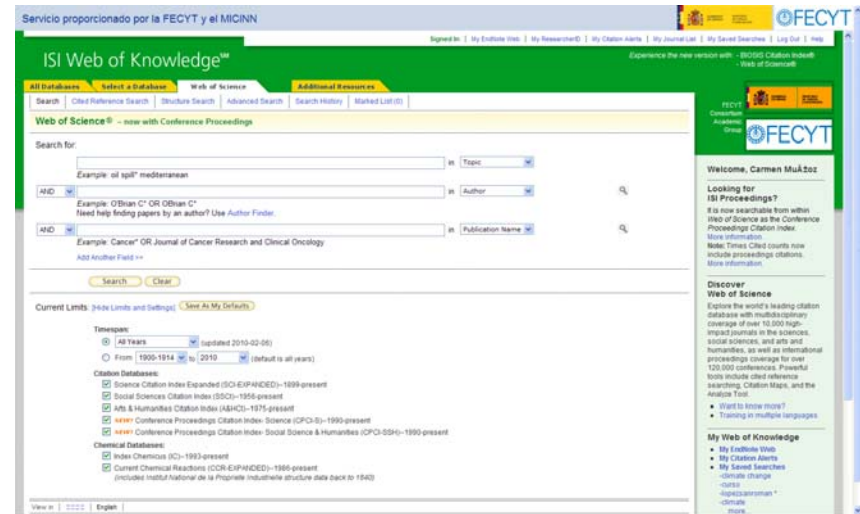 Servicio proporcionado por la FECYT y el MICINN
FECYT
Signed In | My EndNote Web | My ResearcherID | My Citation Alerts | My Journal List | My Saved Searches | Log Out | Help
ISI Web of Knowledge℠
Experience the new version with - BIOSIS Citation Index®
- Web of Science®
All Databases Select a Database Web of Science Additional Resources
Search | Cited Reference Search | Structure Search | Advanced Search | Search History | Marked List (0)
Web of Science® – now with Conference Proceedings
Search for:
in Topic
Example: oil spill* mediterranean
AND in Author
Example: O'Brian C* OR OBrian C*
Need help finding papers by an author? Use Author Finder.
AND in Publication Name
Example: Cancer* OR Journal of Cancer Research and Clinical Oncology
Add Another Field >>
Search Clear
Current Limits: [Hide Limits and Settings] Save As My Defaults
Timespan:
All Years (updated 2010-02-06)
From 1900-1914 to 2010 (default is all years)
Citation Databases:
Science Citation Index Expanded (SCI-EXPANDED)--1899-present
Social Sciences Citation Index (SSCI)--1956-present
Arts & Humanities Citation Index (A&HCI)--1975-present
NEW! Conference Proceedings Citation Index- Science (CPCI-S)--1990-present
NEW! Conference Proceedings Citation Index- Social Science & Humanities (CPCI-SSH)--1990-present
Chemical Databases:
Index Chemicus (IC)--1993-present
Current Chemical Reactions (CCR-EXPANDED)--1986-present
(includes Institut National de la Propriete Industrielle structure data back to 1840)
View in | | English |
FECYT
Consortium
Academic
Group
FECYT
Welcome, Carmen MuÃ±oz
Looking for
ISI Proceedings?
It is now searchable from within
Web of Science as the Conference
Proceedings Citation Index.
More information.
Note: Times Cited counts now
include proceedings citations.
More information.
Discover
Web of Science
Explore the world's leading citation
database with multidisciplinary
coverage of over 10,000 high-
impact journals in the sciences,
social sciences, and arts and
humanities, as well as international
proceedings coverage for over
120,000 conferences. Powerful
tools include cited reference
searching, Citation Maps, and the
Analyze Tool.
Want to know more?
Training in multiple languages
My Web of Knowledge
My EndNote Web
My Citation Alerts
My Saved Searches
-climate change
-curso
-lopezsanroman *
-climate
more